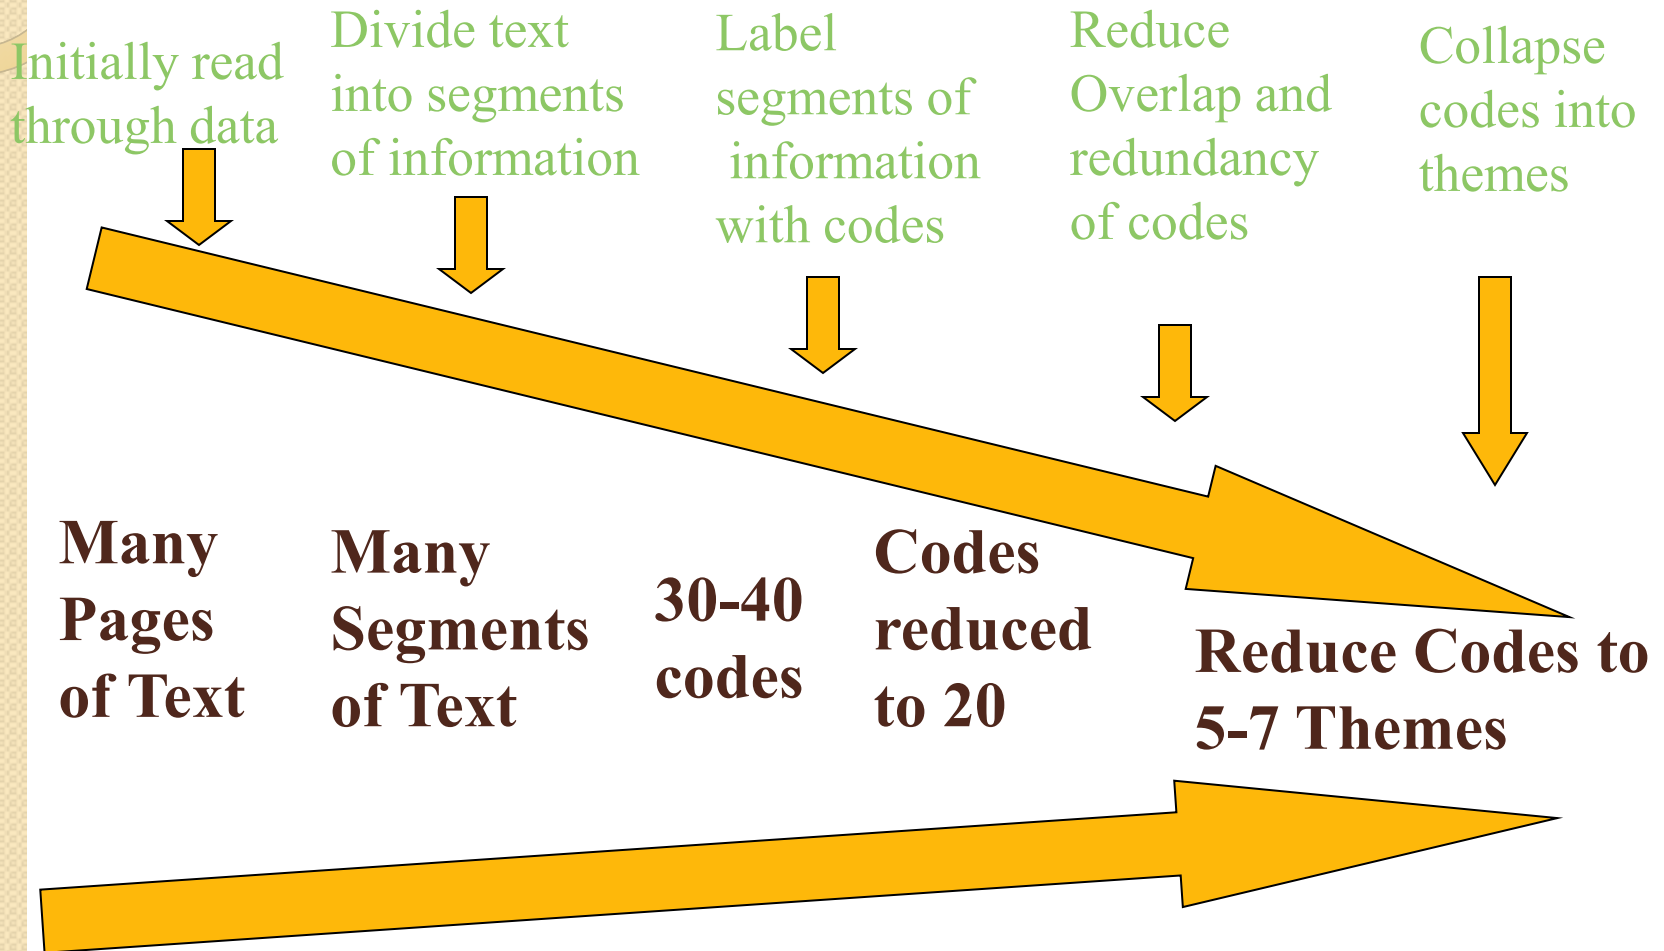 Initially read
through data
Divide text
into segments
of information
Label
segments of
information
with codes
Reduce
Overlap and
redundancy
of codes
Collapse
codes into
themes
Many
Pages
of Text
Many
Segments
of Text
30-40
codes
Codes
reduced
to 20
Reduce Codes to
5-7 Themes